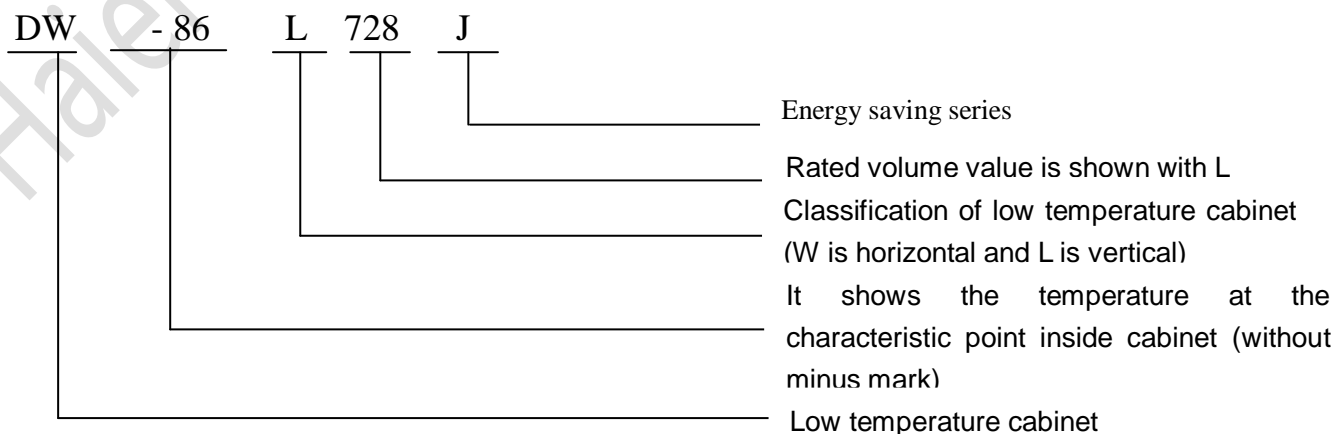 DW - 86 L 728 J
Haier
Energy saving series
Rated volume value is shown with L
Classification of low temperature cabinet
(W is horizontal and L is vertical)
It shows the temperature at the
characteristic point inside cabinet (without
minus mark)
Low temperature cabinet